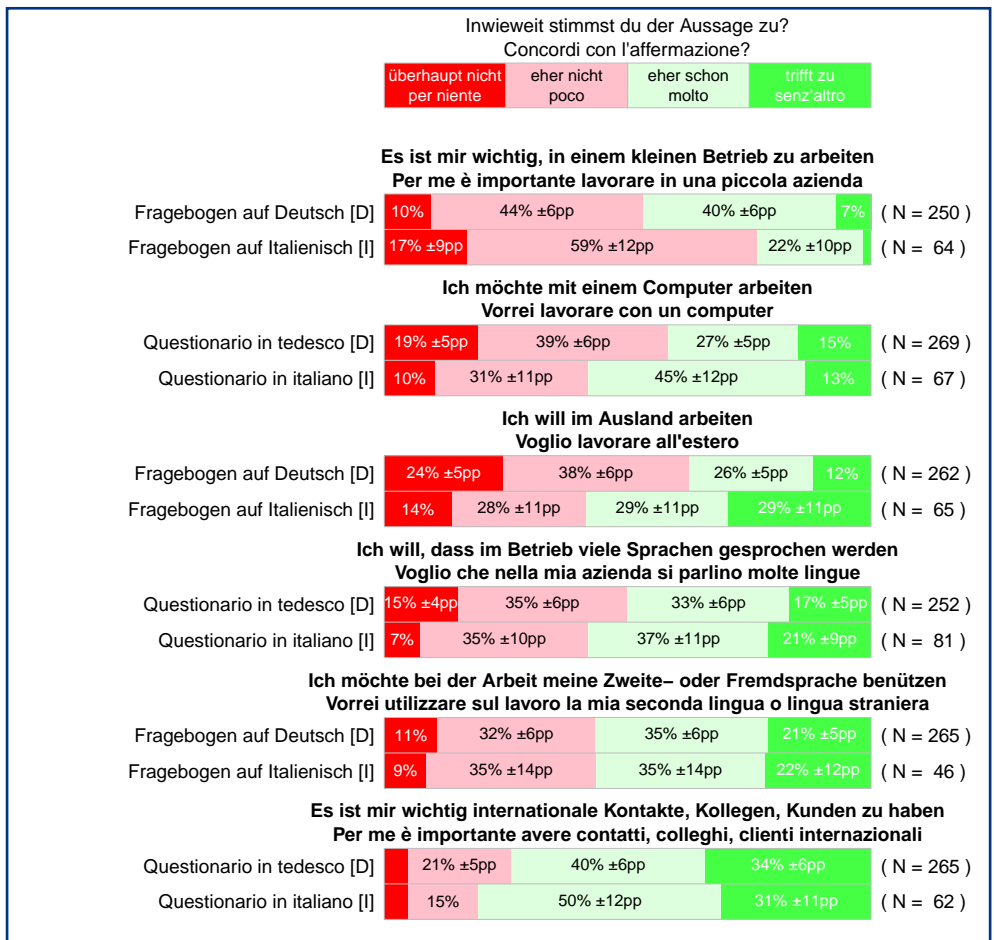 Inwieweit stimmst du der Aussage zu?
Concordi con l'affermazione?
überhaupt nicht eher nicht eher schon trifft zu
per niente poco molto senz'altro
Es ist mir wichtig, in einem kleinen Betrieb zu arbeiten
Per me è importante lavorare in una piccola azienda
Fragebogen auf Deutsch [D] 10% 44% ±6pp 40% ±6pp 7% ( N = 250 )
Fragebogen auf Italienisch [I] 17% ±9pp 59% ±12pp 22% ±10pp ( N = 64 )
Ich möchte mit einem Computer arbeiten
Vorrei lavorare con un computer
Questionario in tedesco [D] 19% ±5pp 39% ±6pp 27% ±5pp 15% ( N = 269 )
Questionario in italiano [I] 10% 31% ±11pp 45% ±12pp 13% ( N = 67 )
Ich will im Ausland arbeiten
Voglio lavorare all'estero
Fragebogen auf Deutsch [D] 24% ±5pp 38% ±6pp 26% ±5pp 12% ( N = 262 )
Fragebogen auf Italienisch [I] 14% 28% ±11pp 29% ±11pp 29% ±11pp ( N = 65 )
Ich will, dass im Betrieb viele Sprachen gesprochen werden
Voglio che nella mia azienda si parlino molte lingue
Questionario in tedesco [D] 15% ±4pp 35% ±6pp 33% ±6pp 17% ±5pp ( N = 252 )
Questionario in italiano [I] 7% 35% ±10pp 37% ±11pp 21% ±9pp ( N = 81 )
Ich möchte bei der Arbeit meine Zweite– oder Fremdsprache benützen
Vorrei utilizzare sul lavoro la mia seconda lingua o lingua straniera
Fragebogen auf Deutsch [D] 11% 32% ±6pp 35% ±6pp 21% ±5pp ( N = 265 )
Fragebogen auf Italienisch [I] 9% 35% ±14pp 35% ±14pp 22% ±12pp ( N = 46 )
Es ist mir wichtig internationale Kontakte, Kollegen, Kunden zu haben
Per me è importante avere contatti, colleghi, clienti internazionali
Questionario in tedesco [D] 21% ±5pp 40% ±6pp 34% ±6pp ( N = 265 )
Questionario in italiano [I] 15% 50% ±12pp 31% ±11pp ( N = 62 )